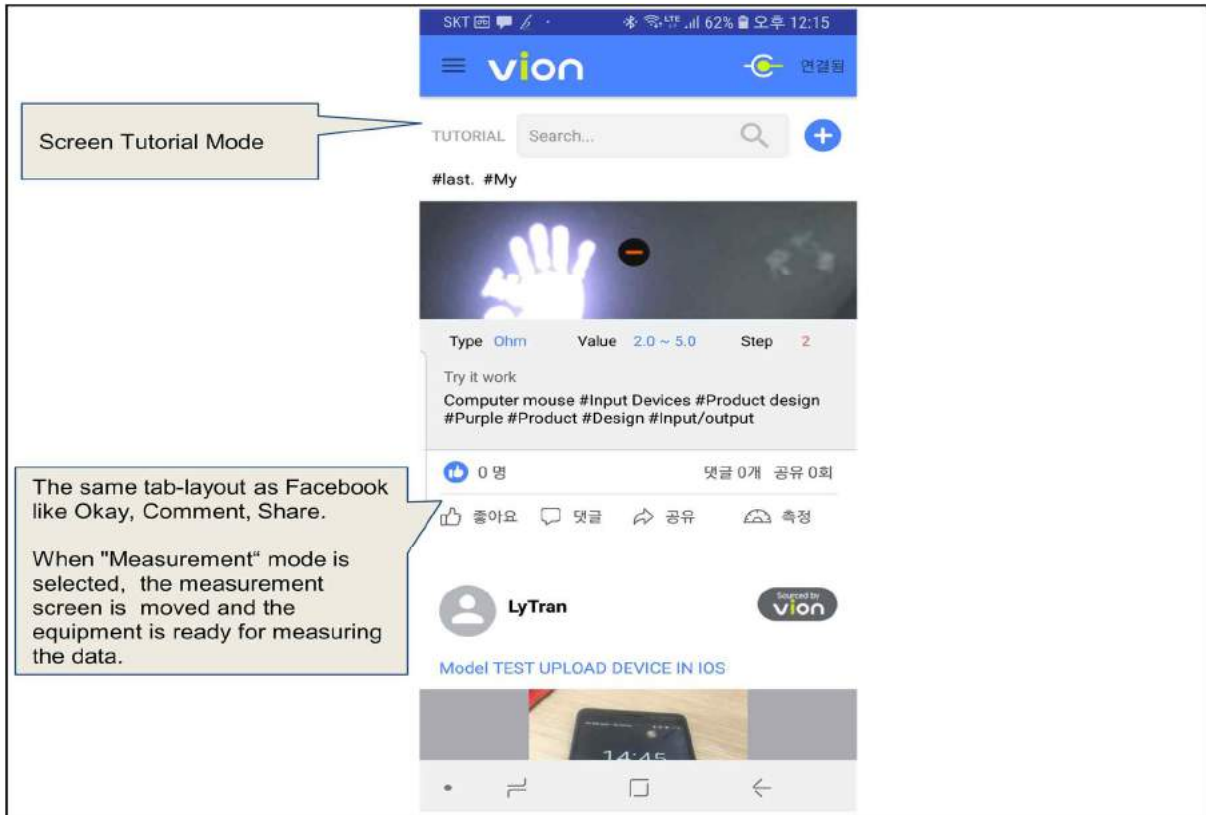 SKT LTE 62% 오후 12:15
vion 연결됨
Screen Tutorial Mode
TUTORIAL Search...
#last. #My
Type Ohm Value 2.0 ~ 5.0 Step 2
Try it work
Computer mouse #Input Devices #Product design
#Purple #Product #Design #Input/output
0 명 댓글 0개 공유 0회
좋아요 댓글 공유 측정
The same tab-layout as Facebook
like Okay, Comment, Share.
When "Measurement“ mode is
selected, the measurement
screen is moved and the
equipment is ready for measuring
the data.
LyTran
Sourced by
vion
Model TEST UPLOAD DEVICE IN IOS
14:45